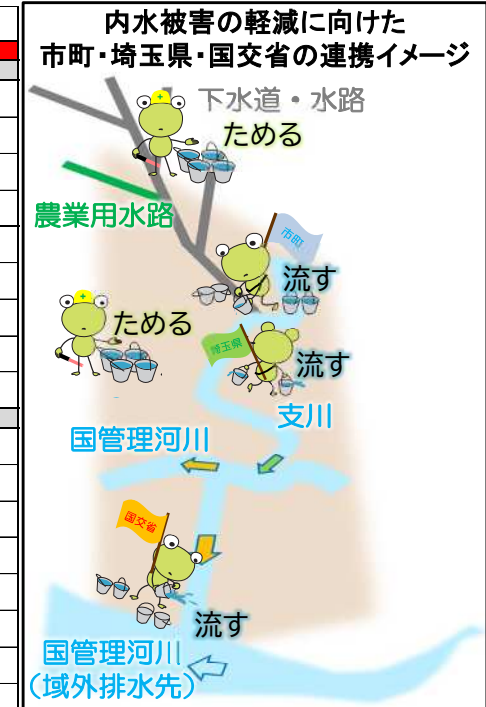 内水被害の軽減に向けた
市町・埼玉県・国交省の連携イメージ
下水道・水路
ためる
農業用水路
市町
流す
ためる
埼玉県
流す
支川
国管理河川
国交省
流す
国管理河川
(域外排水先)